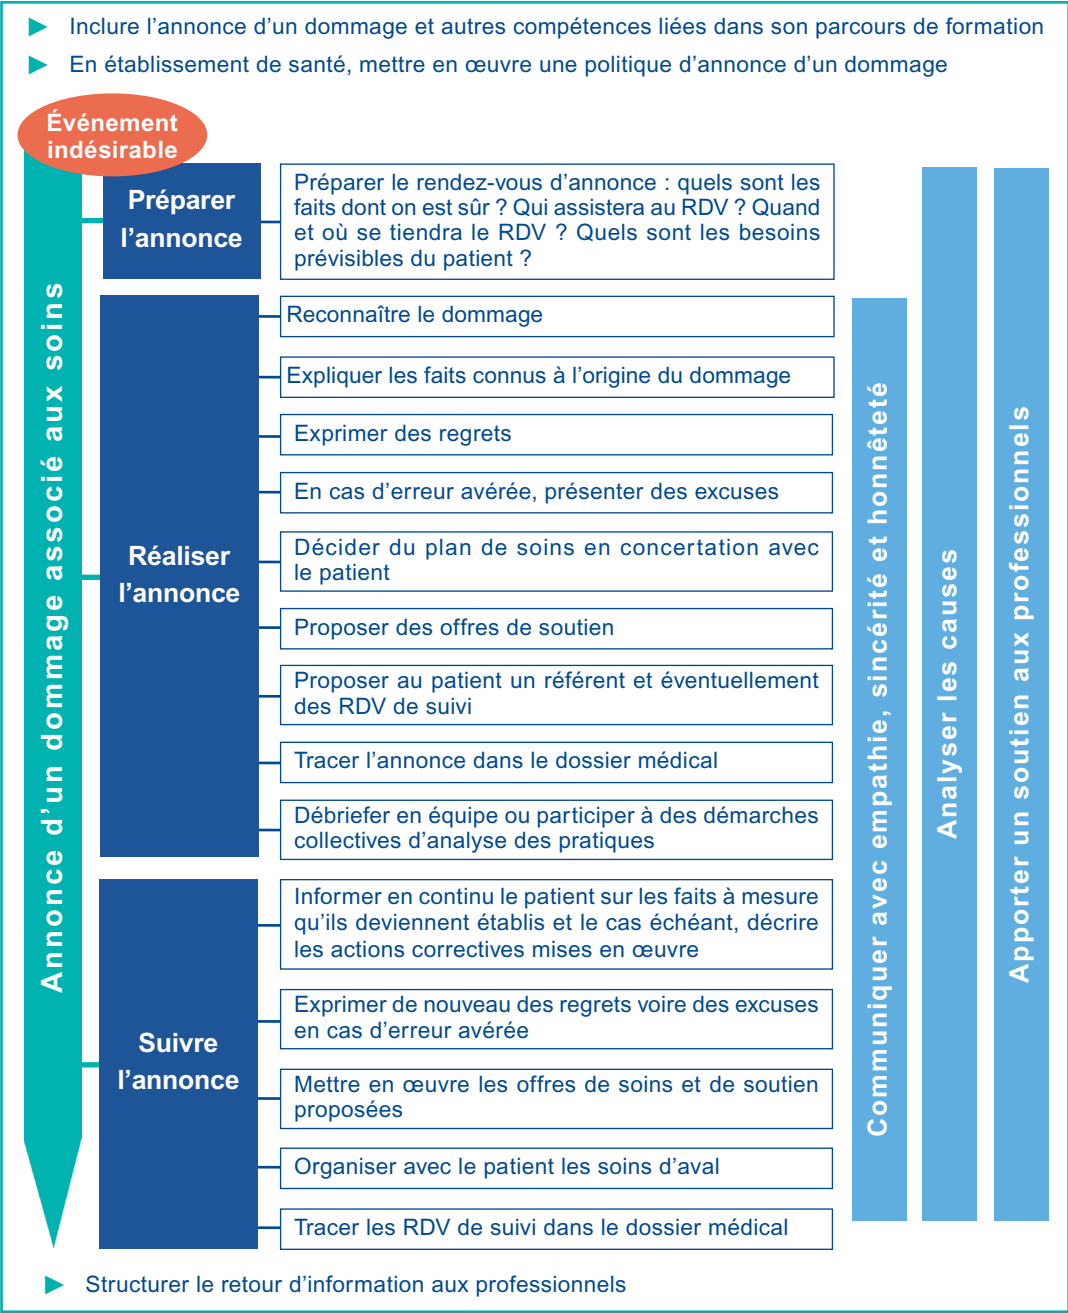 ► Inclure l’annonce d’un dommage et autres compétences liées dans son parcours de formation
► En établissement de santé, mettre en œuvre une politique d’annonce d’un dommage
Événement
indésirable
Annonce d’un dommage associé aux soins
Préparer
l’annonce
Préparer le rendez-vous d’annonce : quels sont les
faits dont on est sûr ? Qui assistera au RDV ? Quand
et où se tiendra le RDV ? Quels sont les besoins
prévisibles du patient ?
Réaliser
l’annonce
Reconnaître le dommage
Expliquer les faits connus à l’origine du dommage
Exprimer des regrets
En cas d’erreur avérée, présenter des excuses
Décider du plan de soins en concertation avec
le patient
Proposer des offres de soutien
Proposer au patient un référent et éventuellement
des RDV de suivi
Tracer l’annonce dans le dossier médical
Débriefer en équipe ou participer à des démarches
collectives d’analyse des pratiques
Suivre
l’annonce
Informer en continu le patient sur les faits à mesure
qu’ils deviennent établis et le cas échéant, décrire
les actions correctives mises en œuvre
Exprimer de nouveau des regrets voire des excuses
en cas d’erreur avérée
Mettre en œuvre les offres de soins et de soutien
proposées
Organiser avec le patient les soins d’aval
Tracer les RDV de suivi dans le dossier médical
Communiquer avec empathie, sincérité et honnêteté
Analyser les causes
Apporter un soutien aux professionnels
► Structurer le retour d’information aux professionnels